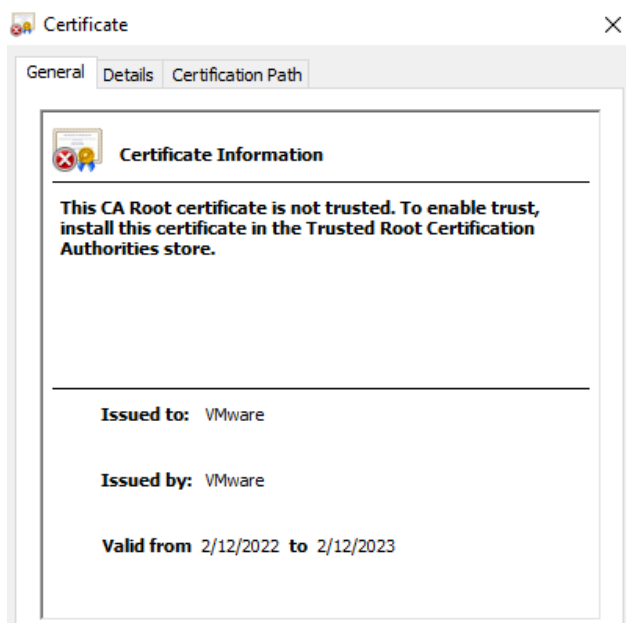 Certificate
General Details Certification Path
Certificate Information
This CA Root certificate is not trusted. To enable trust,
install this certificate in the Trusted Root Certification
Authorities store.
Issued to: VMware
Issued by: VMware
Valid from 2/12/2022 to 2/12/2023